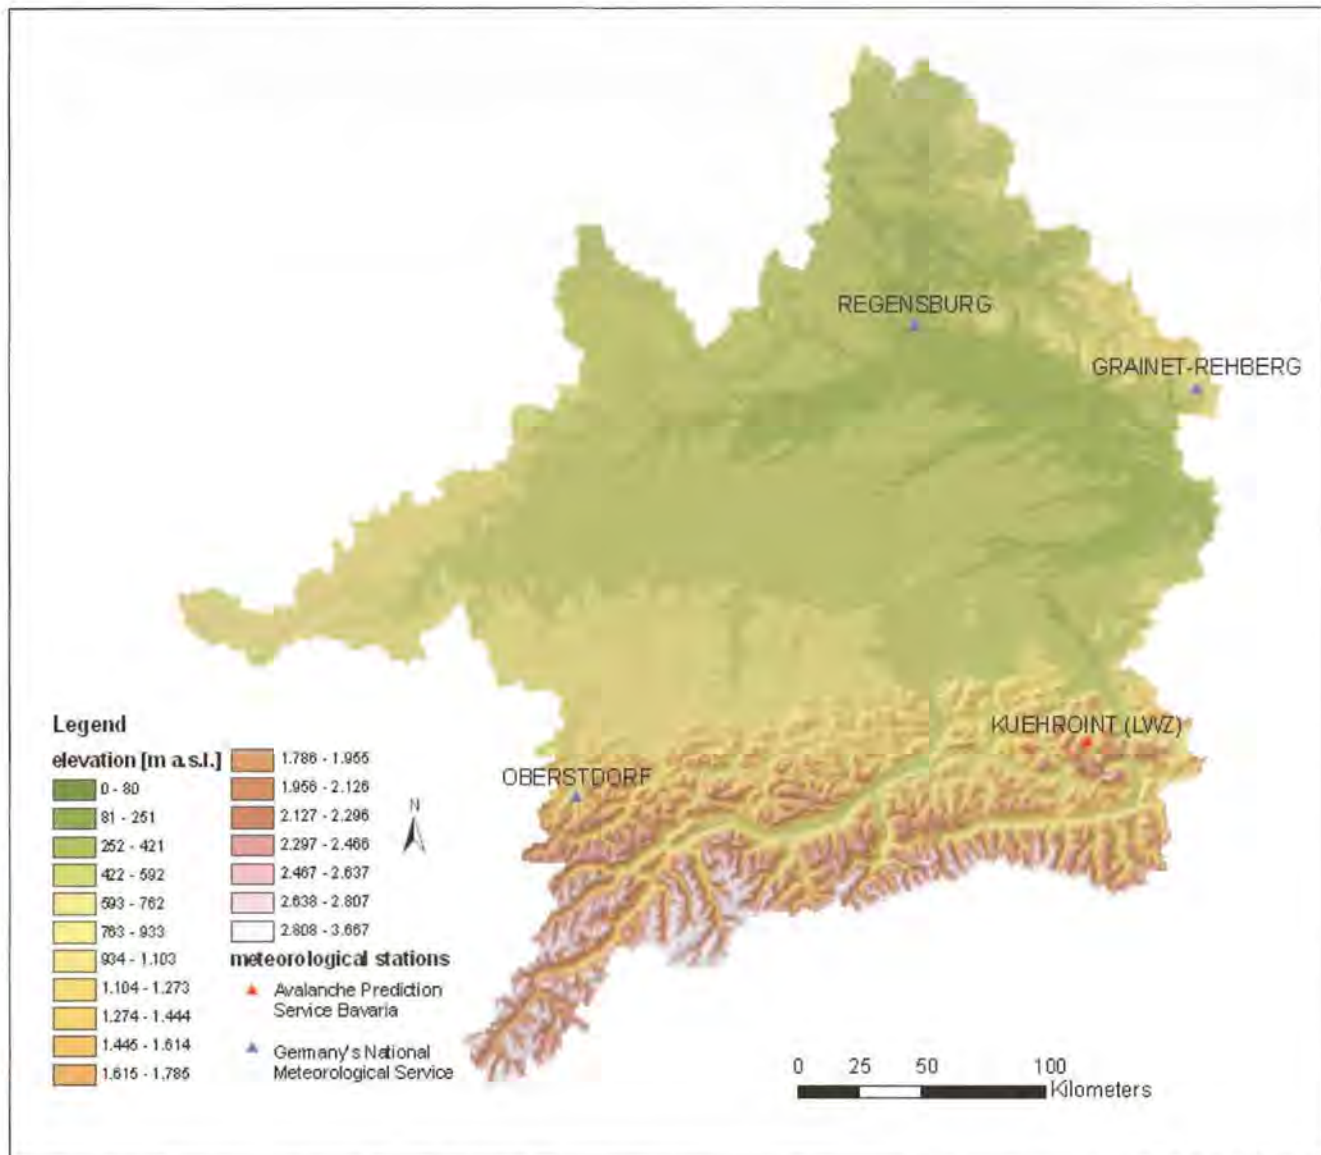 REGENSBURG
GRAINET-REHBERG
KUEHROINT (LWZ)
OBERSTDORF
Legend
elevation [m a.s.l.]
0 - 80
81 - 251
252 - 421
422 - 592
593 - 762
763 - 933
934 - 1.103
1.104 - 1.273
1.274 - 1.444
1.445 - 1.614
1.615 - 1.785
1.786 - 1.955
1.956 - 2.126
2.127 - 2.296
2.297 - 2.466
2.467 - 2.637
2.638 - 2.807
2.808 - 3.667
meteorological stations
Avalanche Prediction
Service Bavaria
Germany's National
Meteorological Service
N
0 25 50 100
Kilometers